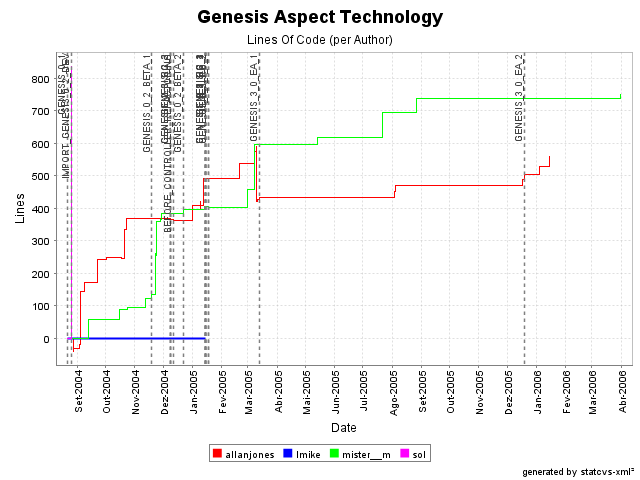 Genesis Aspect Technology
Lines Of Code (per Author)
Lines
800
700
600
500
400
300
200
100
0
GENESIS_0_2_BETA_1
GENESIS_0_2_BETA_2
GENESIS_3_0_EA_1
GENESIS_3_0_EA_2
Set-2004
Out-2004
Nov-2004
Dez-2004
Jan-2005
Fev-2005
Mar-2005
Abr-2005
Mai-2005
Jun-2005
Jul-2005
Ago-2005
Set-2005
Out-2005
Nov-2005
Dez-2005
Jan-2006
Fev-2006
Mar-2006
Abr-2006
Date
allanjones lmike mister___m sol
generated by statcvs-xml²